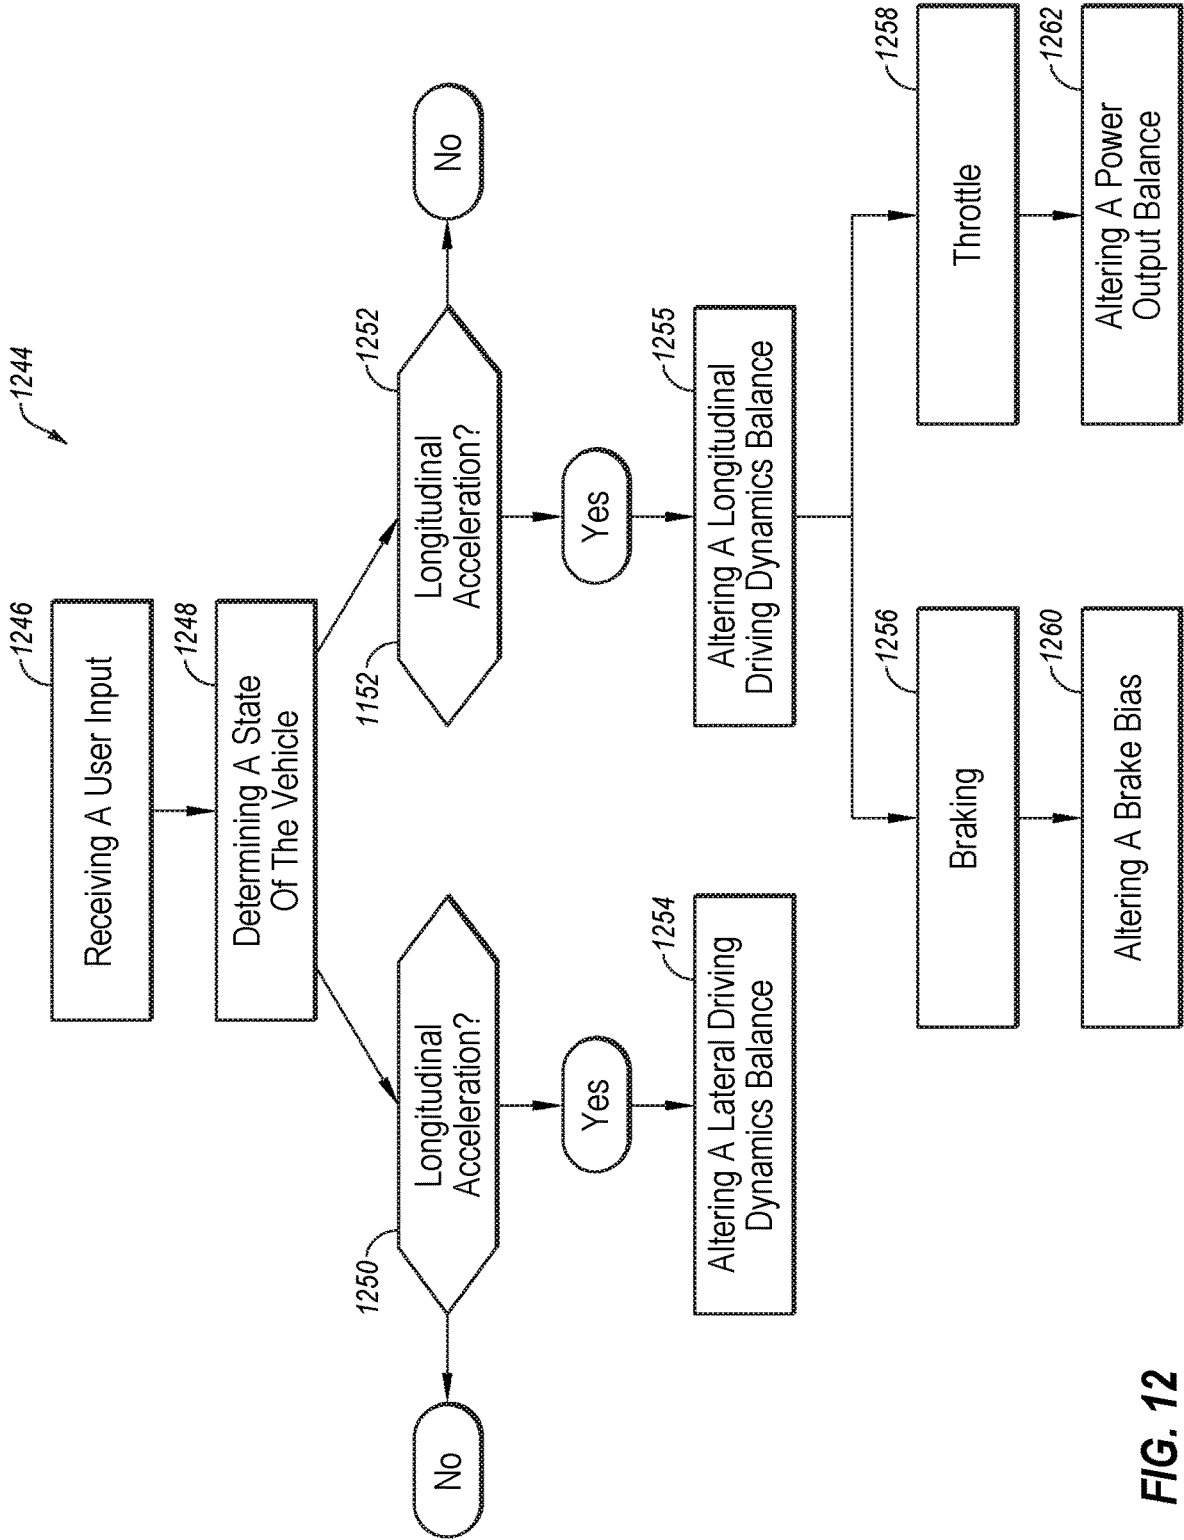 1244
1246
Receiving A User Input
1248
Determining A State
Of The Vehicle
1250
Longitudinal
Acceleration?
No
Yes
1254
Altering A Lateral Driving
Dynamics Balance
1152
1252
Longitudinal
Acceleration?
No
Yes
1255
Altering A Longitudinal
Driving Dynamics Balance
1256
Braking
1260
Altering A Brake Bias
1258
Throttle
1262
Altering A Power
Output Balance
FIG. 12